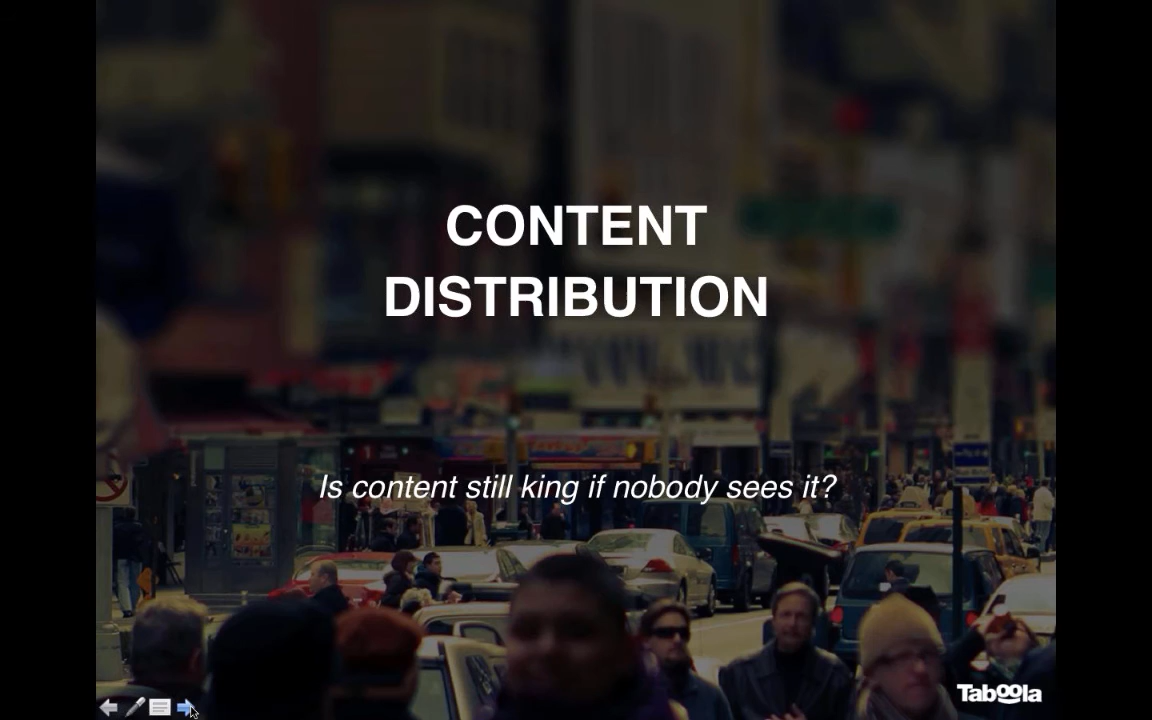 CONTENT
DISTRIBUTION
Is content still king if nobody sees it?
Taboola